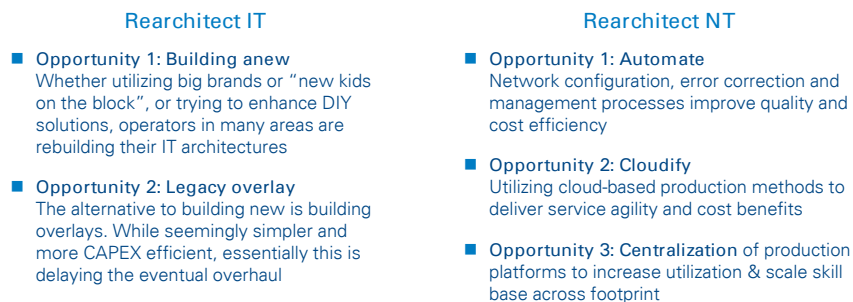 Rearchitect IT
Opportunity 1: Building anew
Whether utilizing big brands or “new kids
on the block”, or trying to enhance DIY
solutions, operators in many areas are
rebuilding their IT architectures
Opportunity 2: Legacy overlay
The alternative to building new is building
overlays. While seemingly simpler and
more CAPEX efficient, essentially this is
delaying the eventual overhaul
Rearchitect NT
Opportunity 1: Automate
Network configuration, error correction and
management processes improve quality and
cost efficiency
Opportunity 2: Cloudify
Utilizing cloud-based production methods to
deliver service agility and cost benefits
Opportunity 3: Centralization of production
platforms to increase utilization & scale skill
base across footprint